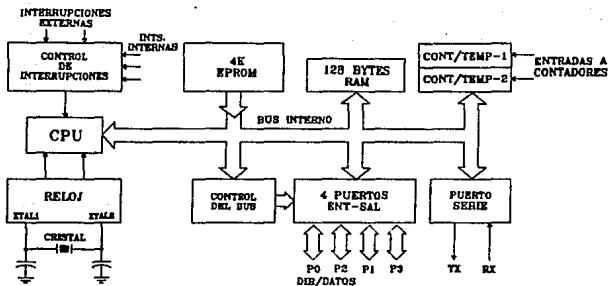 INTERRUPCIONES
EXTERNAS
INTS.
INTERNAS
CONTROL
DE
INTERRUPCIONES
4K
EPROM
128 BYTES
RAM
CONT/TEMP-1
CONT/TEMP-2
ENTRADAS A
CONTADORES
CPU
BUS INTERNO
RELOJ
XTAL1
XTAL2
CRISTAL
CONTROL
DEL BUS
4 PUERTOS
ENT-SAL
PUERTO
SERIE
P0
P2
P1
P3
DIR/DATOS
TX
RX